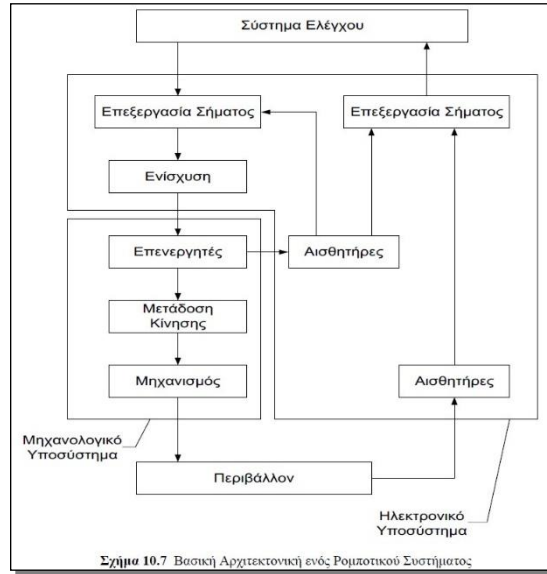 Σύστημα Ελέγχου
Επεξεργασία Σήματος
Επεξεργασία Σήματος
Ενίσχυση
Επενεργητές
Αισθητήρες
Μετάδοση
Κίνησης
Μηχανισμός
Αισθητήρες
Μηχανολογικό
Υποσύστημα
Περιβάλλον
Ηλεκτρονικό
Υποσύστημα
Σχήμα 10.7 Βασική Αρχιτεκτονική ενός Ρομποτικού Συστήματος